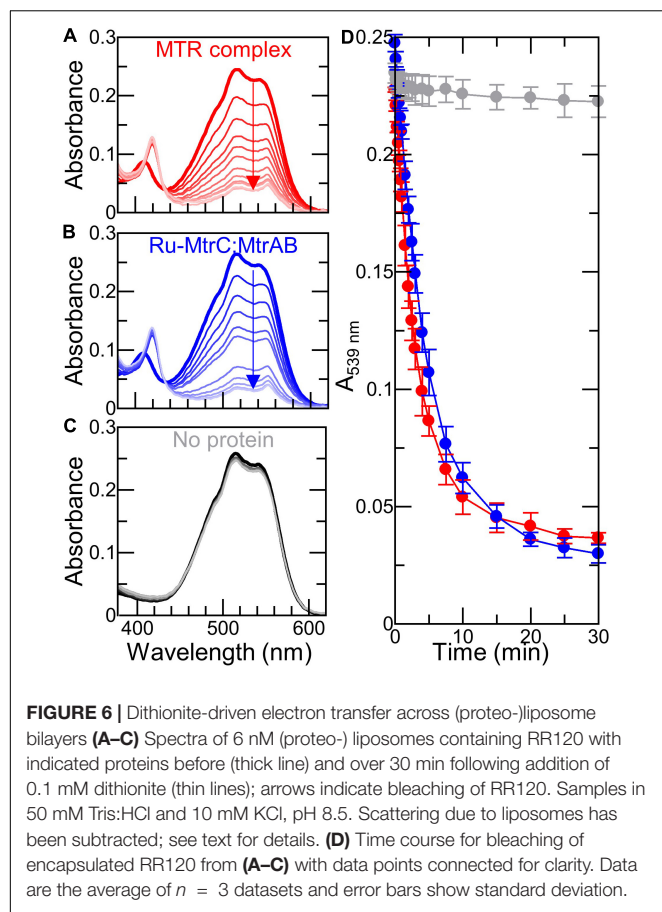 A
MTR complex
0.3
0.2
0.1
0
Absorbance
B
Ru-MtrC:MtrAB
0.3
0.2
0.1
0
Absorbance
C
No protein
0.3
0.2
0.1
0
Absorbance
400 500 600
Wavelength (nm)
D
0.25
0.2
0.15
0.1
0.05
0
A539 nm
0 10 20 30
Time (min)
FIGURE 6 | Dithionite-driven electron transfer across (proteo-)liposome
bilayers (A–C) Spectra of 6 nM (proteo-) liposomes containing RR120 with
indicated proteins before (thick line) and over 30 min following addition of
0.1 mM dithionite (thin lines); arrows indicate bleaching of RR120. Samples in
50 mM Tris:HCl and 10 mM KCl, pH 8.5. Scattering due to liposomes has
been subtracted; see text for details. (D) Time course for bleaching of
encapsulated RR120 from (A–C) with data points connected for clarity. Data
are the average of n = 3 datasets and error bars show standard deviation.